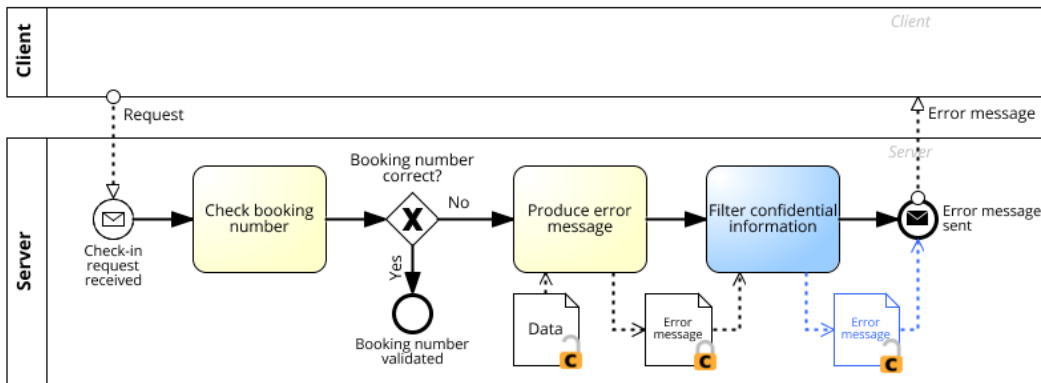 Client
Client
Request
Error message
Server
Server
Booking number
correct?
No
Yes
Check-in
request
received
Check booking
number
X
Produce error
message
Filter confidential
information
Error message
sent
Booking number
validated
Data
C
Error
message
C
Error
message
C